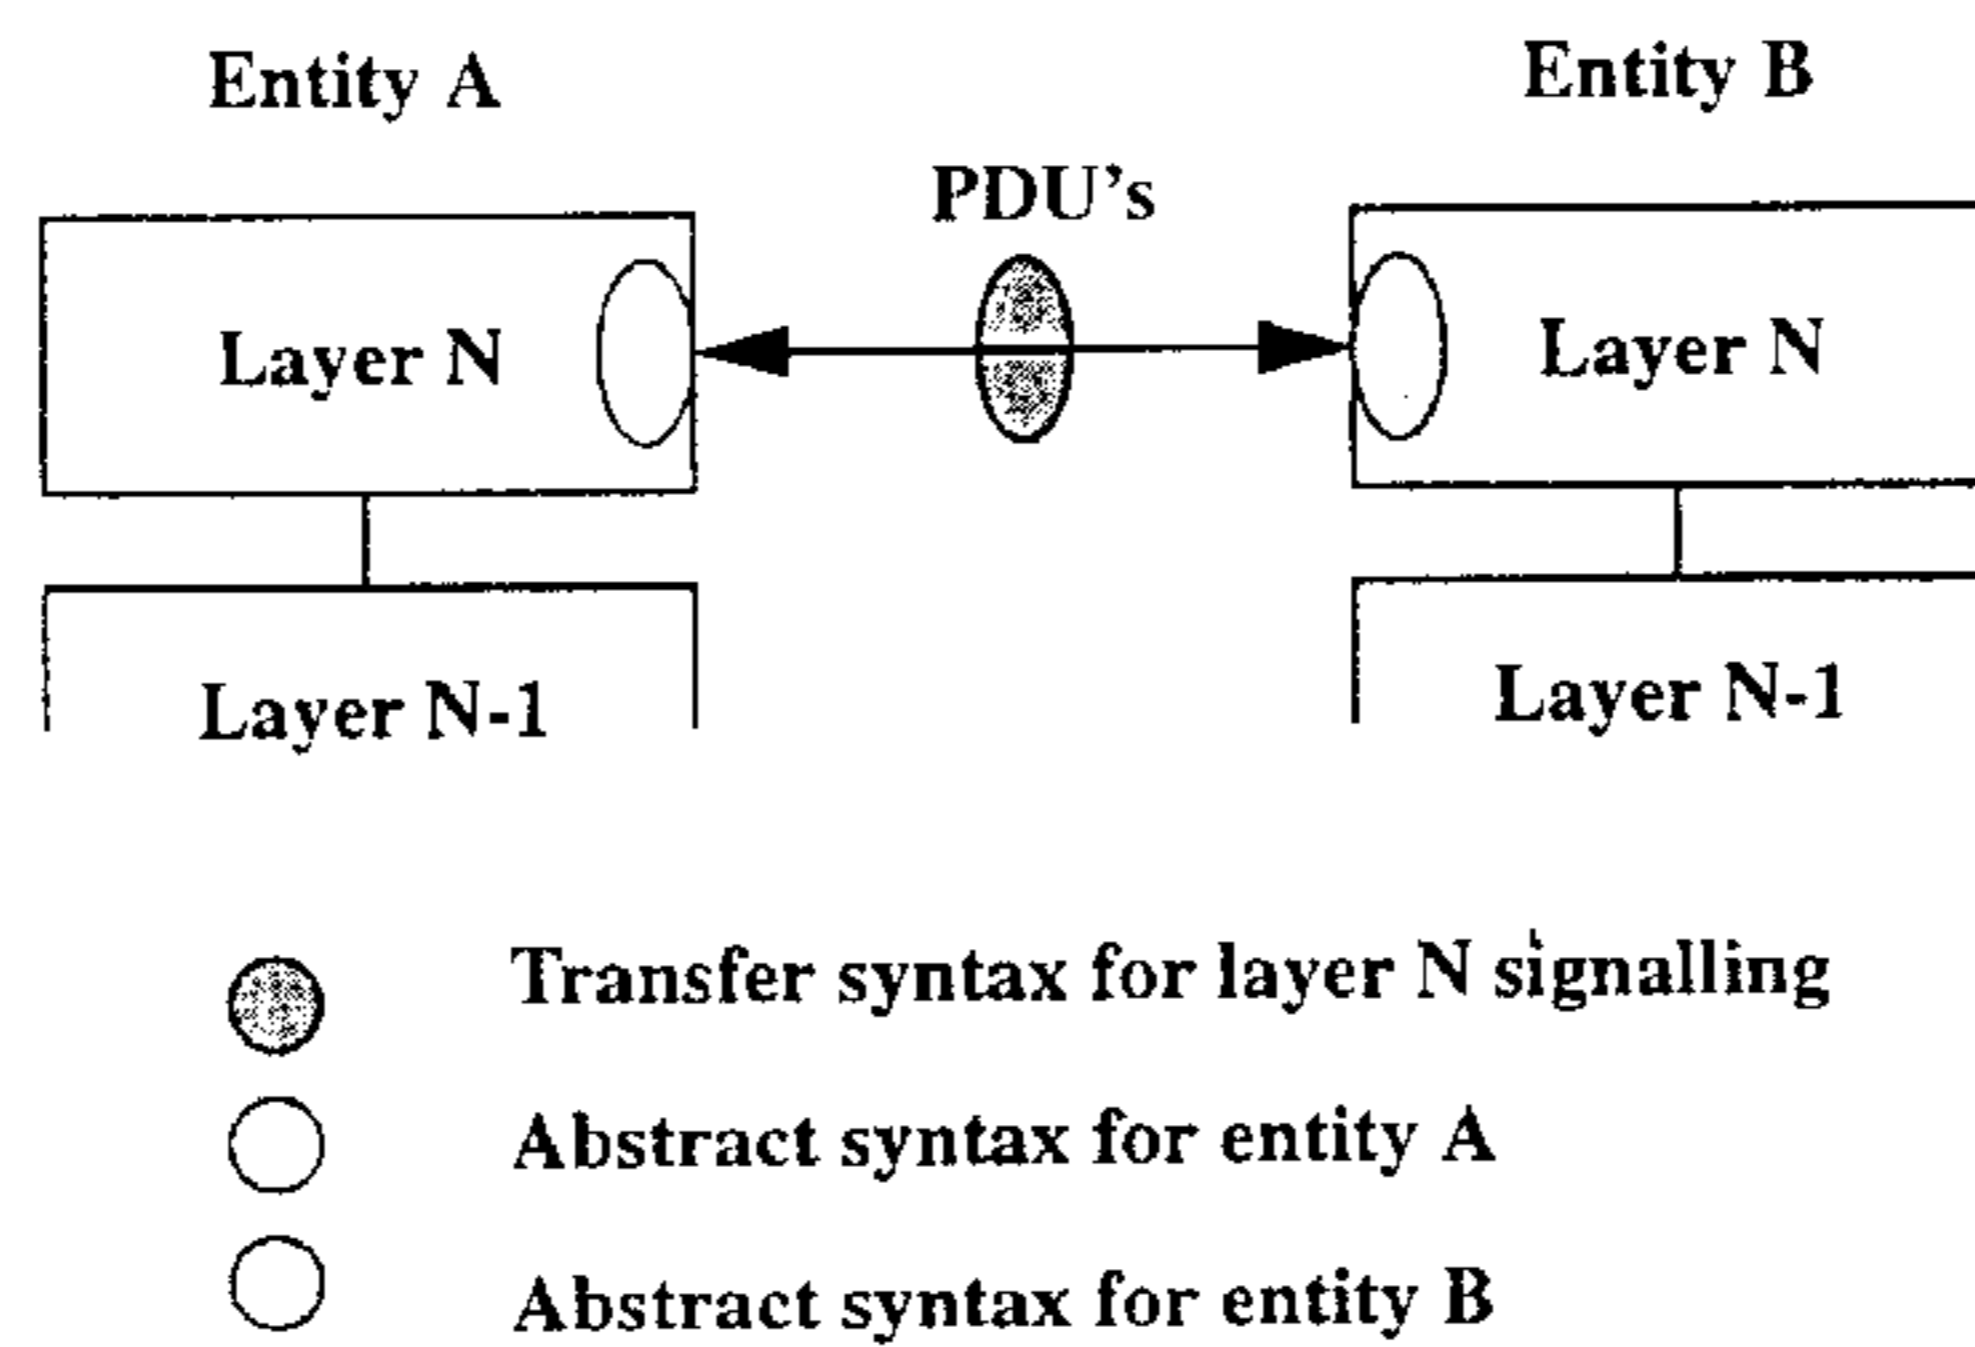 Entity A
Entity B
PDU's
Layer N
Layer N
Layer N-1
Layer N-1
Transfer syntax for layer N signalling
Abstract syntax for entity A
Abstract syntax for entity B